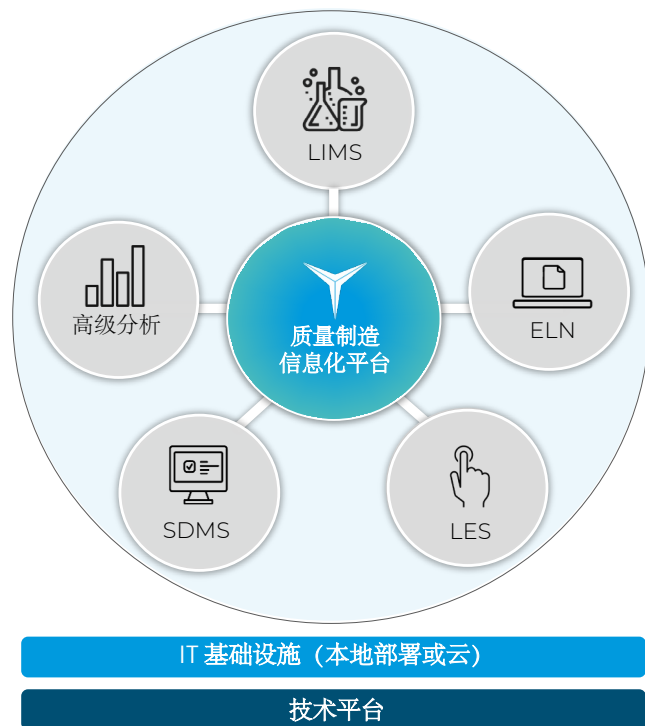 LIMS
高级分析
质量制造
信息化平台
ELN
SDMS
LES
IT 基础设施（本地部署或云）
技术平台